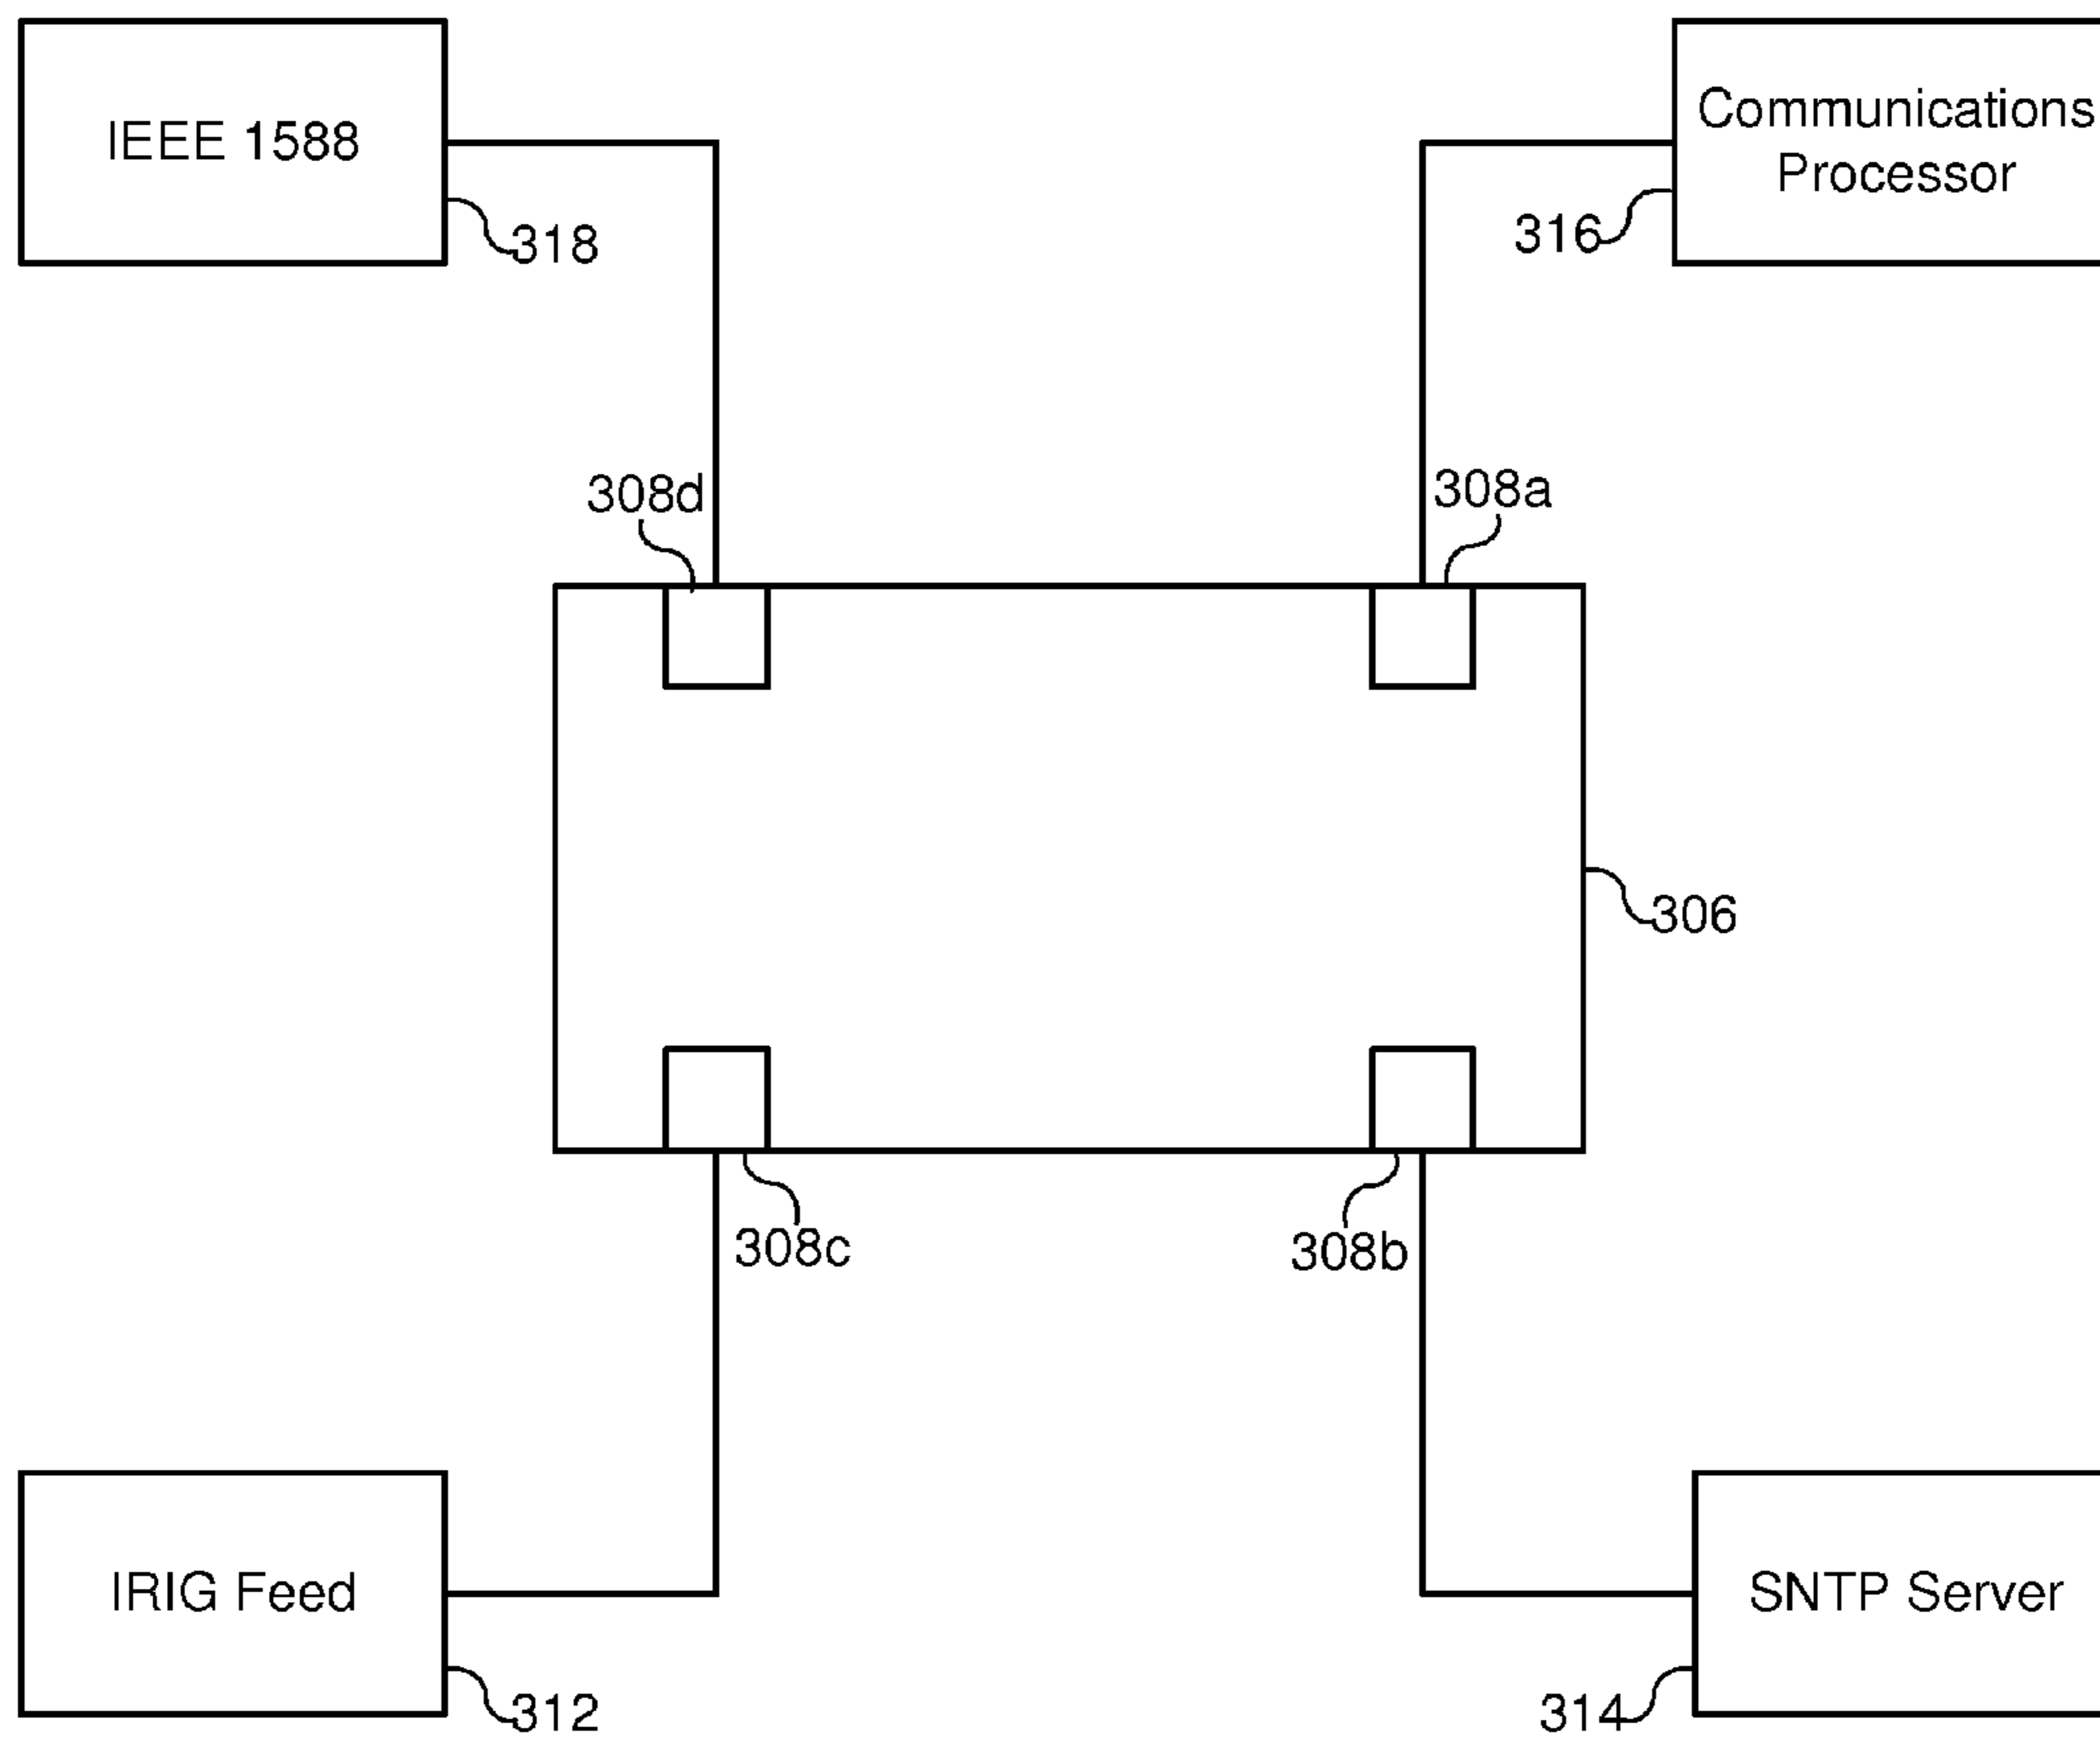 IEEE 1588
318
Communications
Processor
316
308d
308a
306
308c
308b
IRIG Feed
312
SNTP Server
314